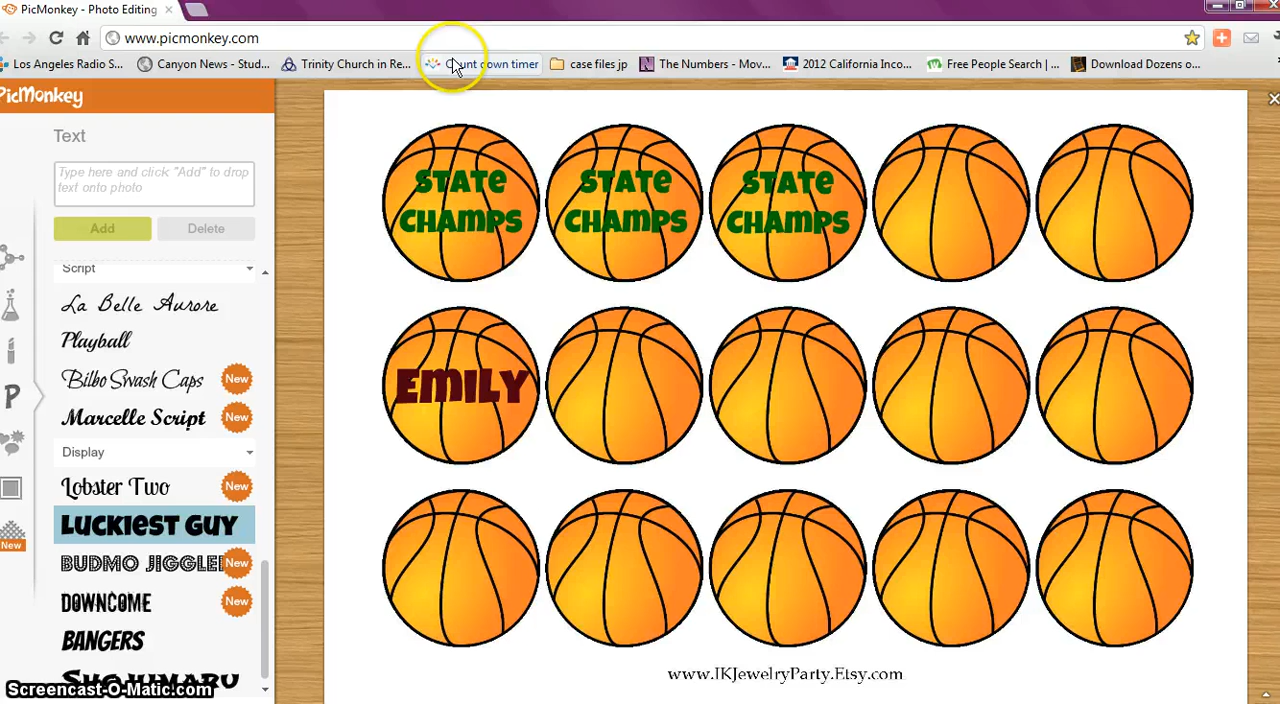 PicMonkey - Photo Editing
www.picmonkey.com
Los Angeles Radio S...
Canyon News - Stud...
Trinity Church in Re...
Count down timer
case files jp
The Numbers - Mov...
2012 California Inco...
Free People Search | ...
Download Dozens o...
PicMonkey
Text
Type here and click "Add" to drop
text onto photo
Add
Delete
Script
La Belle Aurore
Playball
Bilbo Swash Caps
New
Marcelle Script
New
Display
Lobster Two
New
Luckiest Guy
BUDMO JIGGLER
New
DOWNCOME
New
BANGERS
New
STATE
CHAMPS
STATE
CHAMPS
STATE
CHAMPS
EMILY
www.IKJewelryParty.Etsy.com
Screencast-O-Matic.com